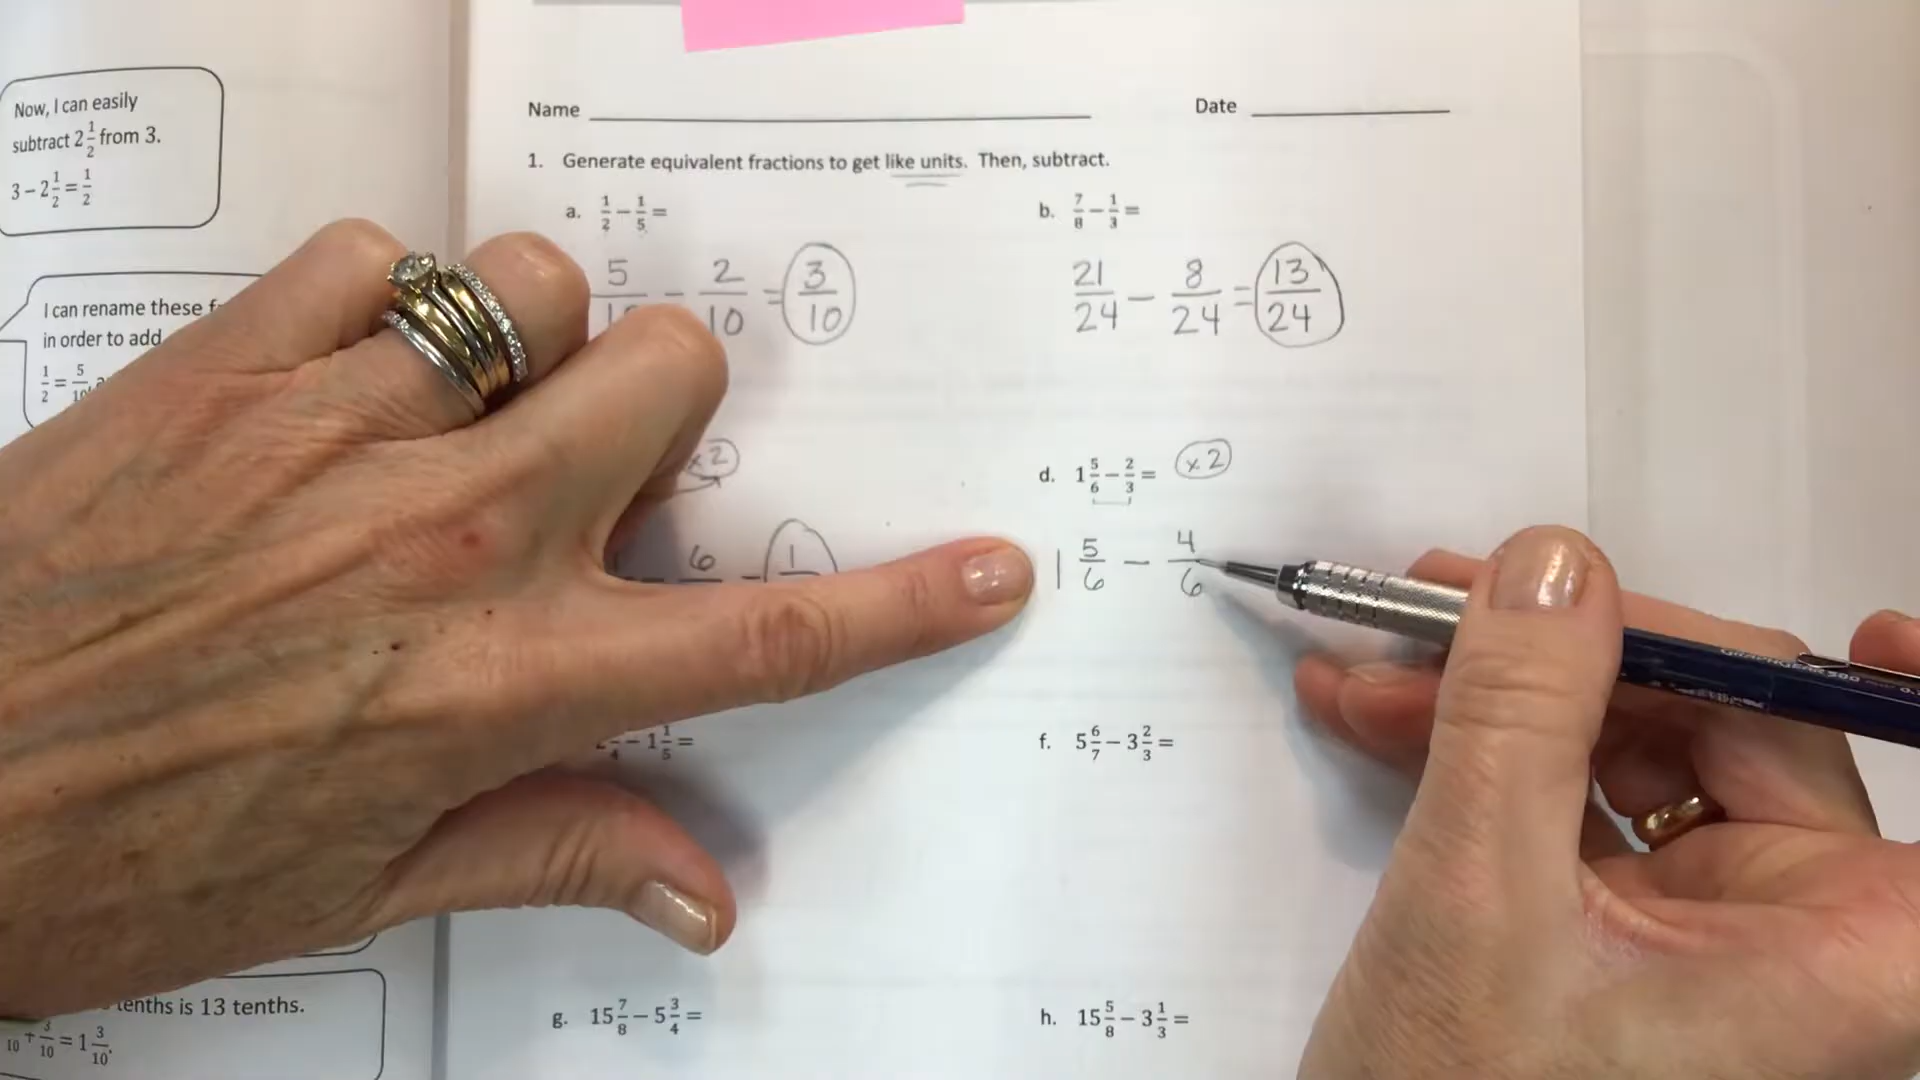 Now, I can easily
subtract 2 1/2 from 3.
3 − 2 1/2 = 1/2
I can rename these
in order to add
1/2 = 5/10,
tenths is 13 tenths.
10 + 3/10 = 1 3/10.
Name
Date
1. Generate equivalent fractions to get like units. Then, subtract.
a. 1/2 − 1/5 =
5/10 − 2/10 = 3/10
b. 7/8 − 1/3 =
21/24 − 8/24 = 13/24
x 2
6
1
d. 1 5/6 − 2/3 = x 2
1 5/6 − 4/6
− 1 1/5 =
f. 5 6/7 − 3 2/3 =
g. 15 7/8 − 5 3/4 =
h. 15 5/8 − 3 1/3 =